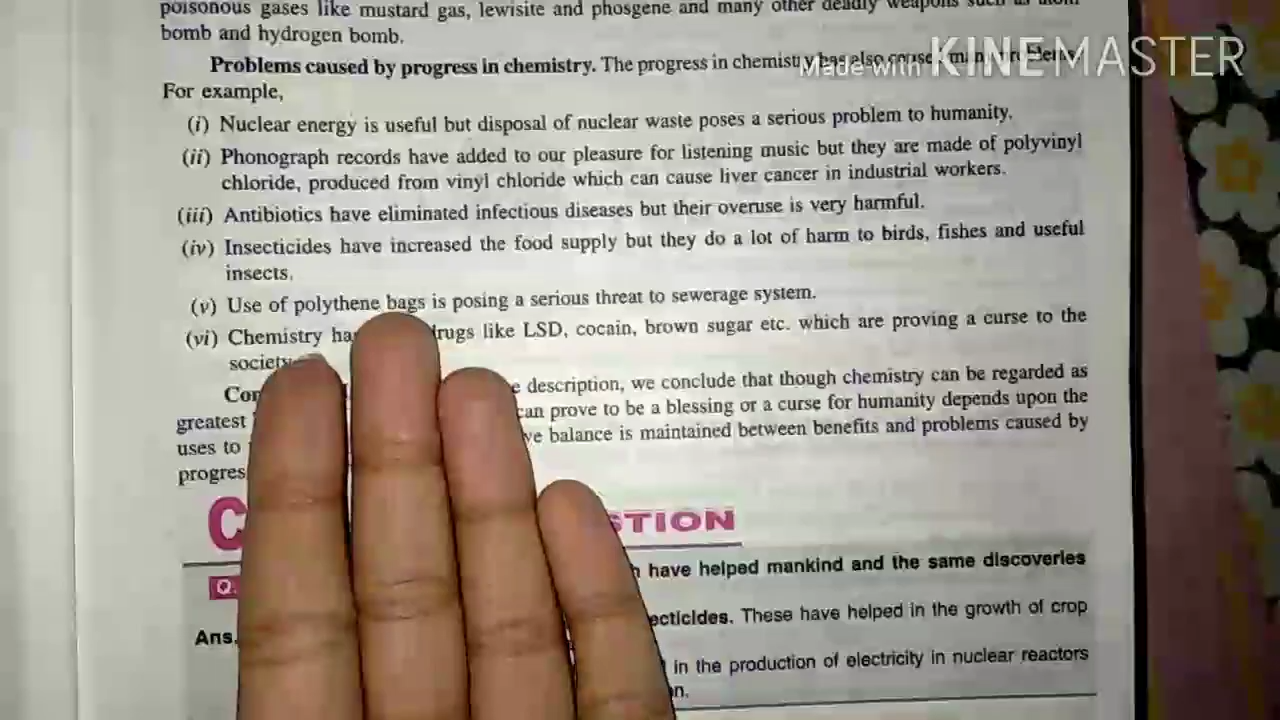 poisonous gases like mustard gas, lewisite and phosgene and many other deadly weapons such as atom
bomb and hydrogen bomb.
Made with KINEMASTER
Problems caused by progress in chemistry. The progress in chemistry has also caused many problems.
For example,
(i) Nuclear energy is useful but disposal of nuclear waste poses a serious problem to humanity.
(ii) Phonograph records have added to our pleasure for listening music but they are made of polyvinyl
chloride, produced from vinyl chloride which can cause liver cancer in industrial workers.
(iii) Antibiotics have eliminated infectious diseases but their overuse is very harmful.
(iv) Insecticides have increased the food supply but they do a lot of harm to birds, fishes and useful
insects.
(v) Use of polythene bags is posing a serious threat to sewerage system.
(vi) Chemistry drugs like LSD, cocain, brown sugar etc. which are proving a curse to the
society
description, we conclude that though chemistry can be regarded as
greatest can prove to be a blessing or a curse for humanity depends upon the
uses to balance is maintained between benefits and problems caused by
Q.
have helped mankind and the same discoveries
Ans. These have helped in the growth of crop
in the production of electricity in nuclear reactors